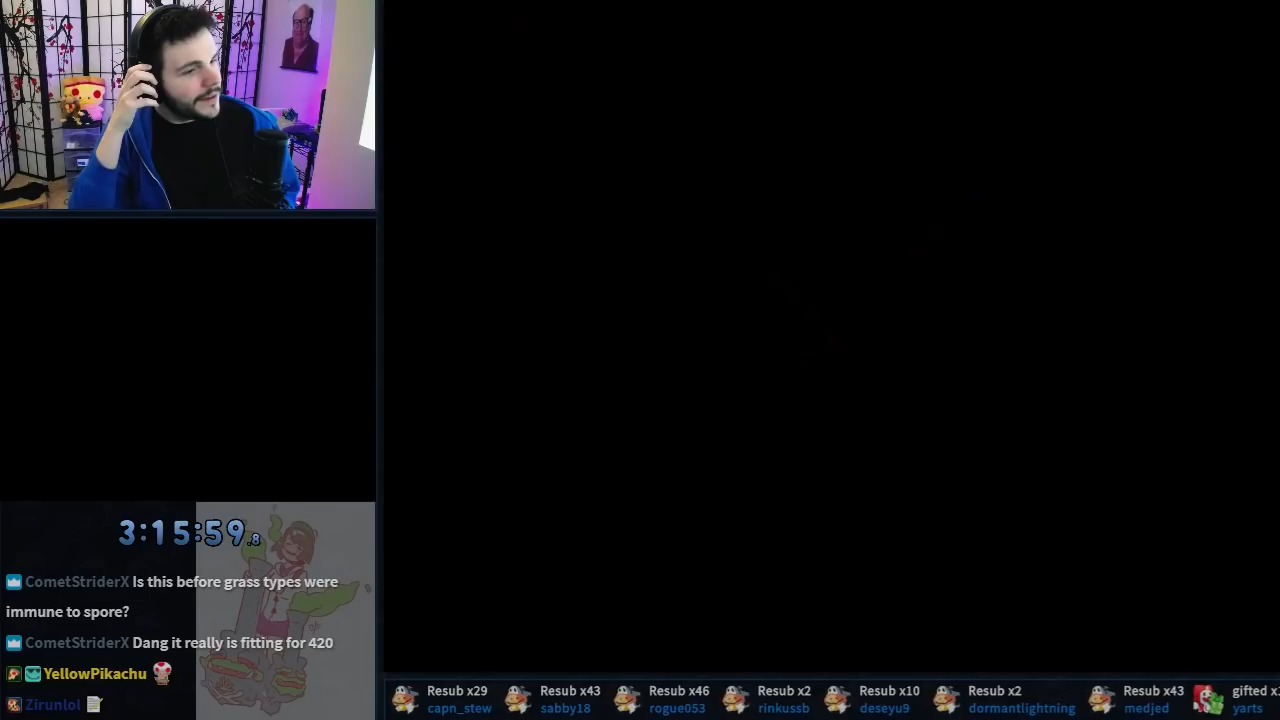 3:15:59.8
CometStriderX Is this before grass types were
immune to spore?
CometStriderX Dang it really is fitting for 420
YellowPikachu
Zirunlol
Resub x29
capn_stew
Resub x43
sabby18
Resub x46
rogue053
Resub x2
rinkussb
Resub x10
deseyu9
Resub x2
dormantlightning
Resub x43
medjed
gifted x
yarts